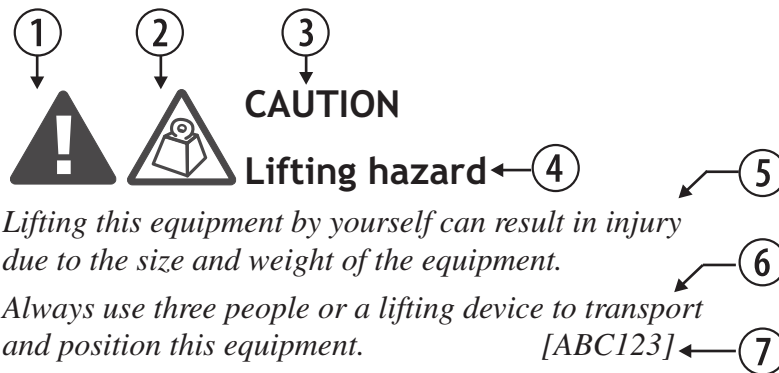 1 2 3
CAUTION
Lifting hazard 4
5
Lifting this equipment by yourself can result in injury
due to the size and weight of the equipment.
6
Always use three people or a lifting device to transport
and position this equipment. [ABC123] 7